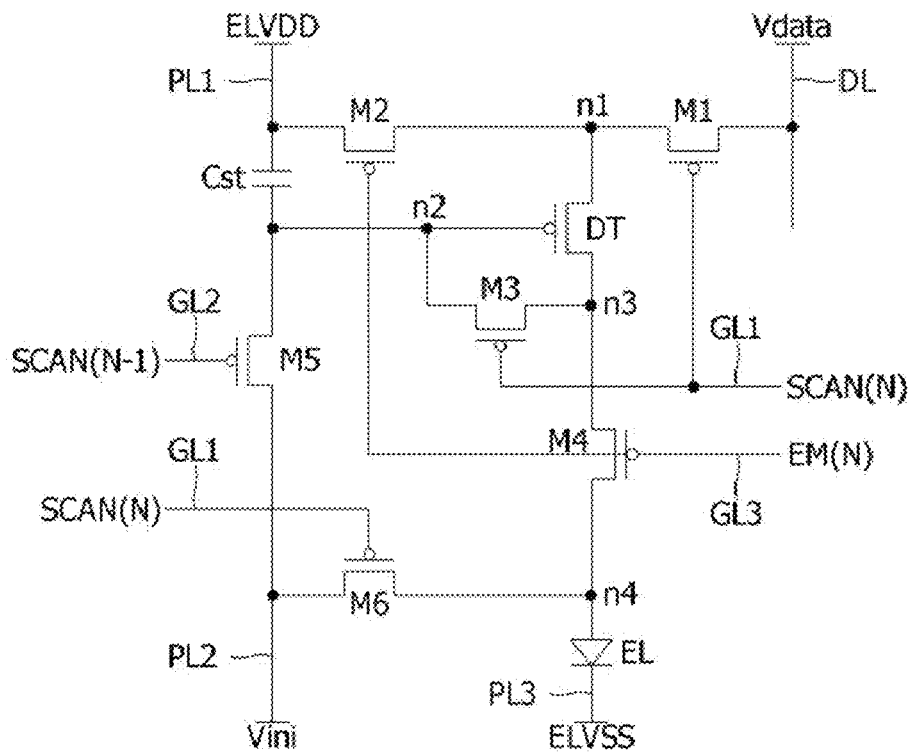 ELVDD
Vdata
PL1
DL
M2
n1
M1
Cst
n2
DT
M3
n3
GL2
GL1
SCAN(N-1)
M5
SCAN(N)
M4
GL1
EM(N)
SCAN(N)
GL3
M6
n4
PL2
EL
PL3
Vini
ELVSS